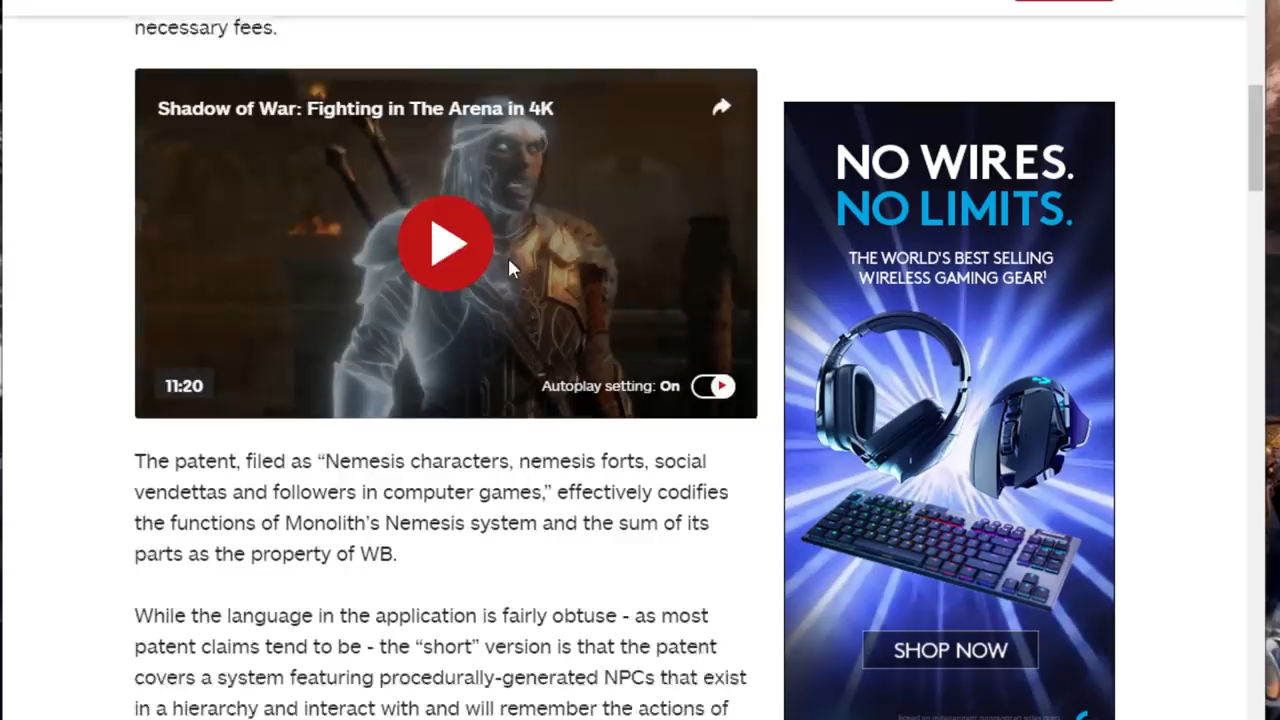 necessary fees.
Shadow of War: Fighting in The Arena in 4K
11:20
Autoplay setting: On
The patent, filed as “Nemesis characters, nemesis forts, social
vendettas and followers in computer games,” effectively codifies
the functions of Monolith’s Nemesis system and the sum of its
parts as the property of WB.
While the language in the application is fairly obtuse - as most
patent claims tend to be - the “short” version is that the patent
covers a system featuring procedurally-generated NPCs that exist
in a hierarchy and interact with and will remember the actions of
NO WIRES.
NO LIMITS.
THE WORLD'S BEST SELLING
WIRELESS GAMING GEAR¹
SHOP NOW